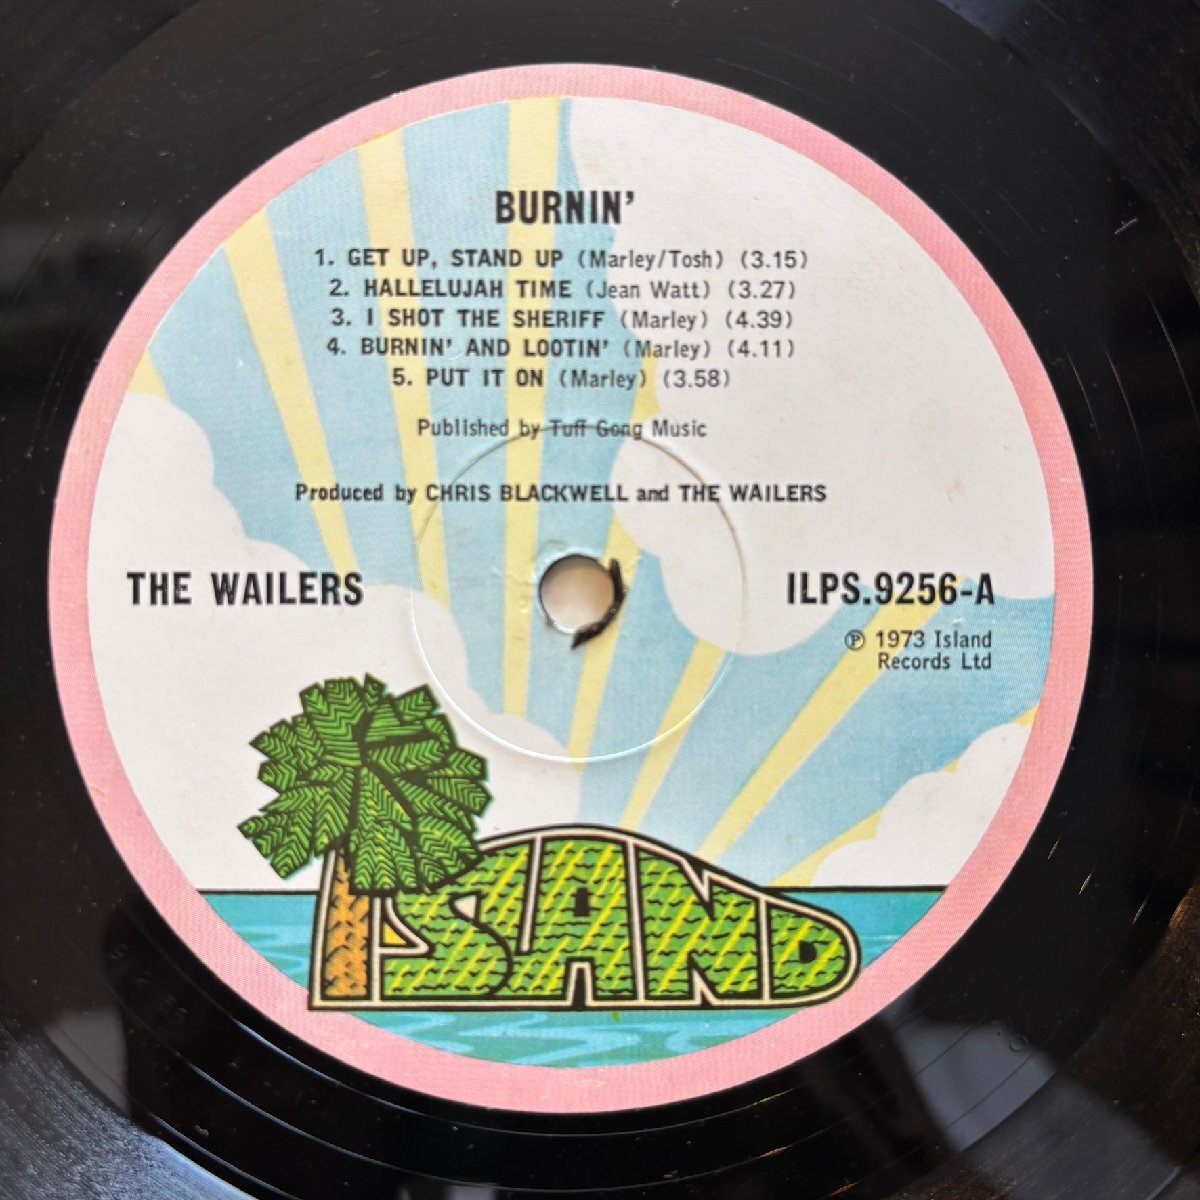 BURNIN'
1. GET UP, STAND UP (Marley/Tosh) (3.15)
2. HALLELUJAH TIME (Jean Watt) (3.27)
3. I SHOT THE SHERIFF (Marley) (4.39)
4. BURNIN' AND LOOTIN' (Marley) (4.11)
5. PUT IT ON (Marley) (3.58)
Published by Tuff Gong Music
Produced by CHRIS BLACKWELL and THE WAILERS
THE WAILERS
ILPS.9256-A
℗ 1973 Island
Records Ltd
ISLAND